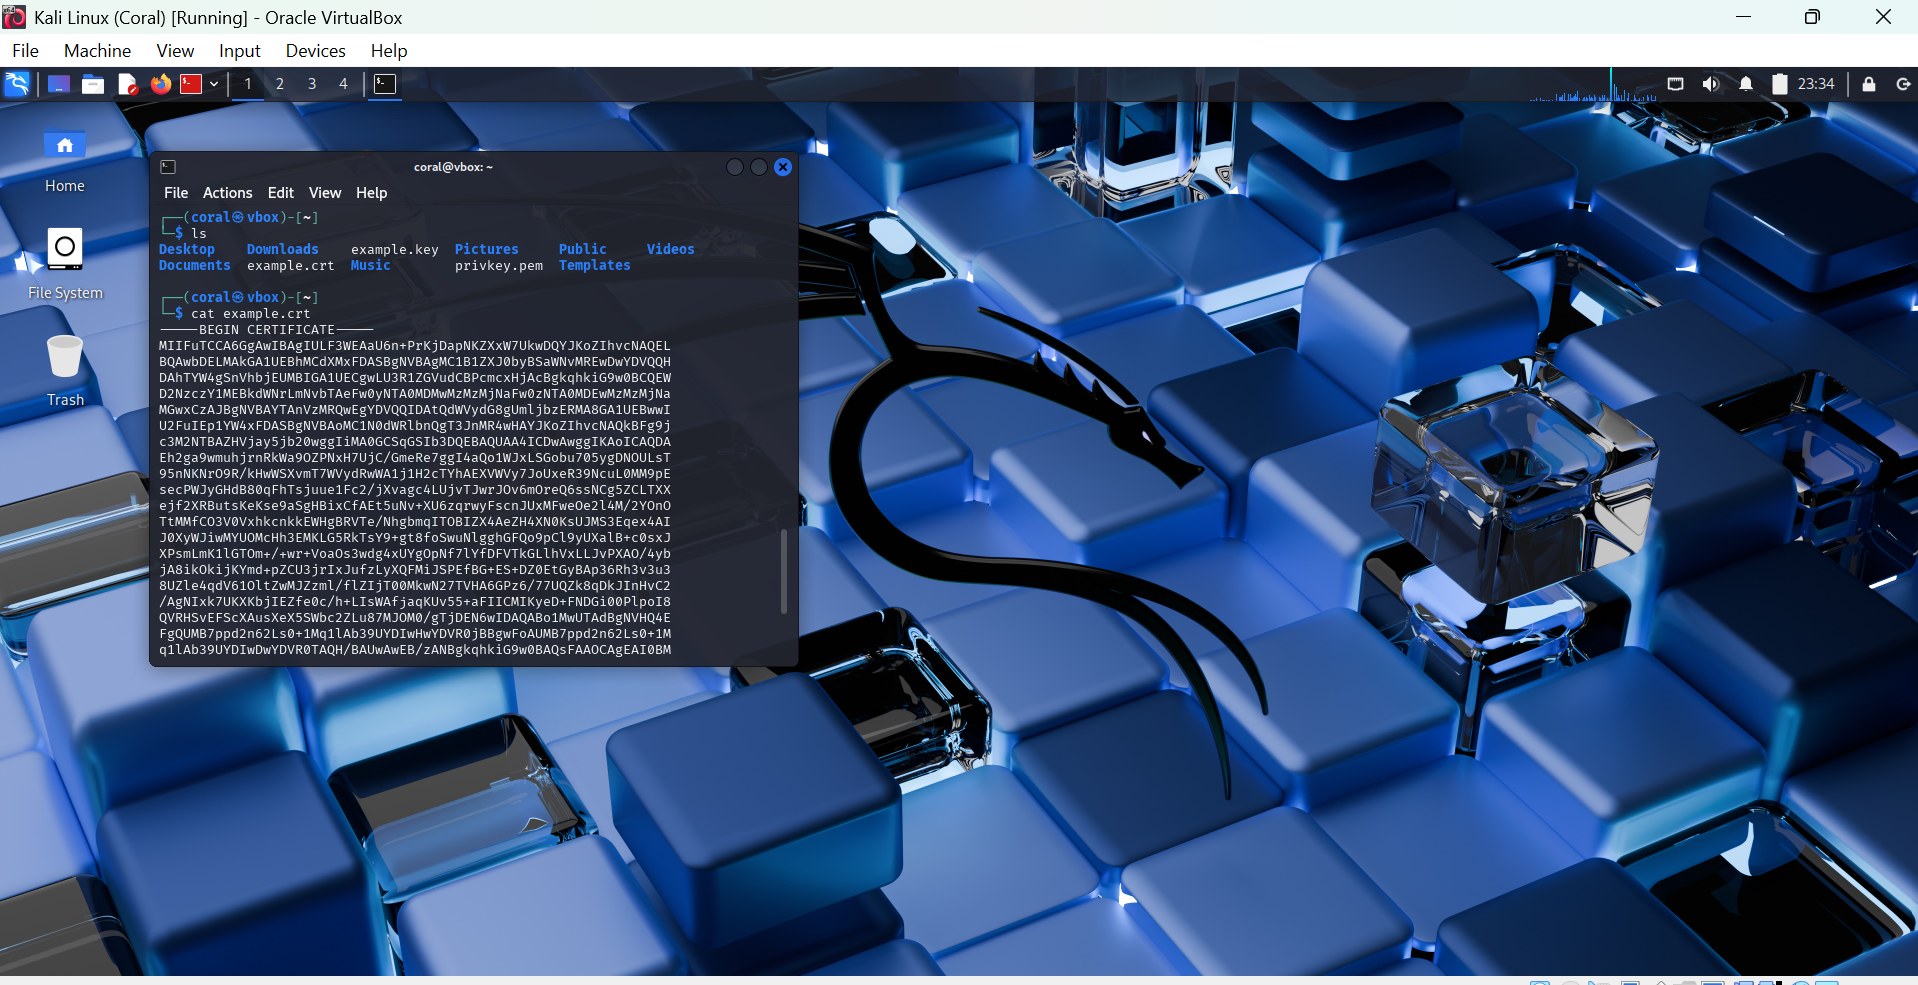 Kali Linux (Coral) [Running] - Oracle VirtualBox
File Machine View Input Devices Help
1 2 3 4
23:34
Home
File System
Trash
coral@vbox: ~
File Actions Edit View Help
┌──(coral㉿vbox)-[~]
└─$ ls
Desktop Downloads example.key Pictures Public Videos
Documents example.crt Music privkey.pem Templates
┌──(coral㉿vbox)-[~]
└─$ cat example.crt
-----BEGIN CERTIFICATE-----
MIIFuTCCA6GgAwIBAgIULF3WEAaU6n+PrKjDapNKZXxW7UkwDQYJKoZIhvcNAQEL
BQAwbDELMAkGA1UEBhMCdXMxFDASBgNVBAgMC1B1ZXJ0byBSaWNvMREwDwYDVQQH
DAhTYW4gSnVhbjEUMBIGA1UECgwLU3R1ZGVudCBPcmcxHjAcBgkqhkiG9w0BCQEW
D2NzczY1MEBkdWNrLmNvbTAeFw0yNTA0MDMwMzMzMjNaFw0zNTA0MDEwMzMzMjNa
MGwxCzAJBgNVBAYTAnVzMRQwEgYDVQQIDAtQdWVydG8gUmljbzERMA8GA1UEBwwI
U2FuIEp1YW4xFDASBgNVBAoMC1N0dWRlbnQgT3JnMR4wHAYJKoZIhvcNAQkBFg9j
c3M2NTBAZHVjay5jb20wggIiMA0GCSqGSIb3DQEBAQUAA4ICDwAwggIKAoICAQDA
Eh2ga9wmuhjrnRkWa9OZPNxH7UjC/GmeRe7ggI4aQo1WJxLSGobu705ygDNOULsT
95nNKNrO9R/kHwWSXvmT7WVydRwWA1j1H2cTYhAEXVWVy7JoUxeR39NcuL0MM9pE
secPWJyGHdB80qFhTsjuue1Fc2/jXvagc4LUjvTJwrJOv6mOreQ6ssNCg5ZCLTXX
ejf2XRButsKeKse9aSgHBixCfAEt5uNv+XU6zqrwyFscnJUxMFweOe2l4M/2YOnO
TtMMfCO3V0VxhkcnkkEWHgBRVTe/NhgbmqITOBIZX4AeZH4XN0KsUJMS3Eqex4AI
J0XyWJiwMYUOMcHh3EMKLG5RkTsY9+gt8foSwuNlgghGFQo9pCl9yUXalB+c0sxJ
XPsmLmK1lGTOm+/+wr+VoaOs3wdg4xUYgOpNf7lYfDFVTkGLlhVxLLJvPXAO/4yb
jA8ikOkijKYmd+pZCU3jrIxJufzLyXQFMiJSPEfBG+ES+DZ0EtGyBAp36Rh3v3u3
8UZle4qdV61OltZwMJZzml/flZIjT00MkwN27TVHA6GPz6/77UQZk8qDkJInHvC2
/AgNIxk7UKXKbjIEZfe0c/h+LIsWAfjaqKUv55+aFIICMIKyeD+FNDGi00PlpoI8
QVRHSvEFScXAusXeX5SWbc2ZLu87MJOM0/gTjDEN6wIDAQABo1MwUTAdBgNVHQ4E
FgQUMB7ppd2n62Ls0+1Mq1lAb39UYDIwHwYDVR0jBBgwFoAUMB7ppd2n62Ls0+1M
q1lAb39UYDIwDwYDVR0TAQH/BAUwAwEB/zANBgkqhkiG9w0BAQsFAAOCAgEAI0BM